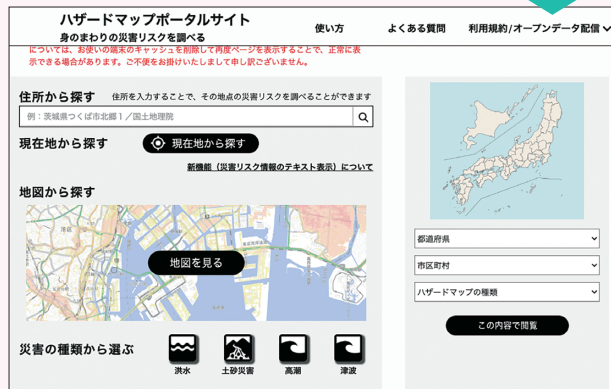 ハザードマップポータルサイト
身のまわりの災害リスクを調べる
使い方
よくある質問
利用規約/オープンデータ配信
については、お使いの端末のキャッシュを削除して再度ページを表示することで、正常に表
示できる場合があります。ご不便をお掛けいたしまして申し訳ございません。
住所から探す 住所を入力することで、その地点の災害リスクを調べることができます
例：茨城県つくば市北郷1／国土地理院
現在地から探す 現在地から探す
新機能（災害リスク情報のテキスト表示）について
地図から探す
地図を見る
災害の種類から選ぶ
洪水 土砂災害 高潮 津波
都道府県
市区町村
ハザードマップの種類
この内容で閲覧